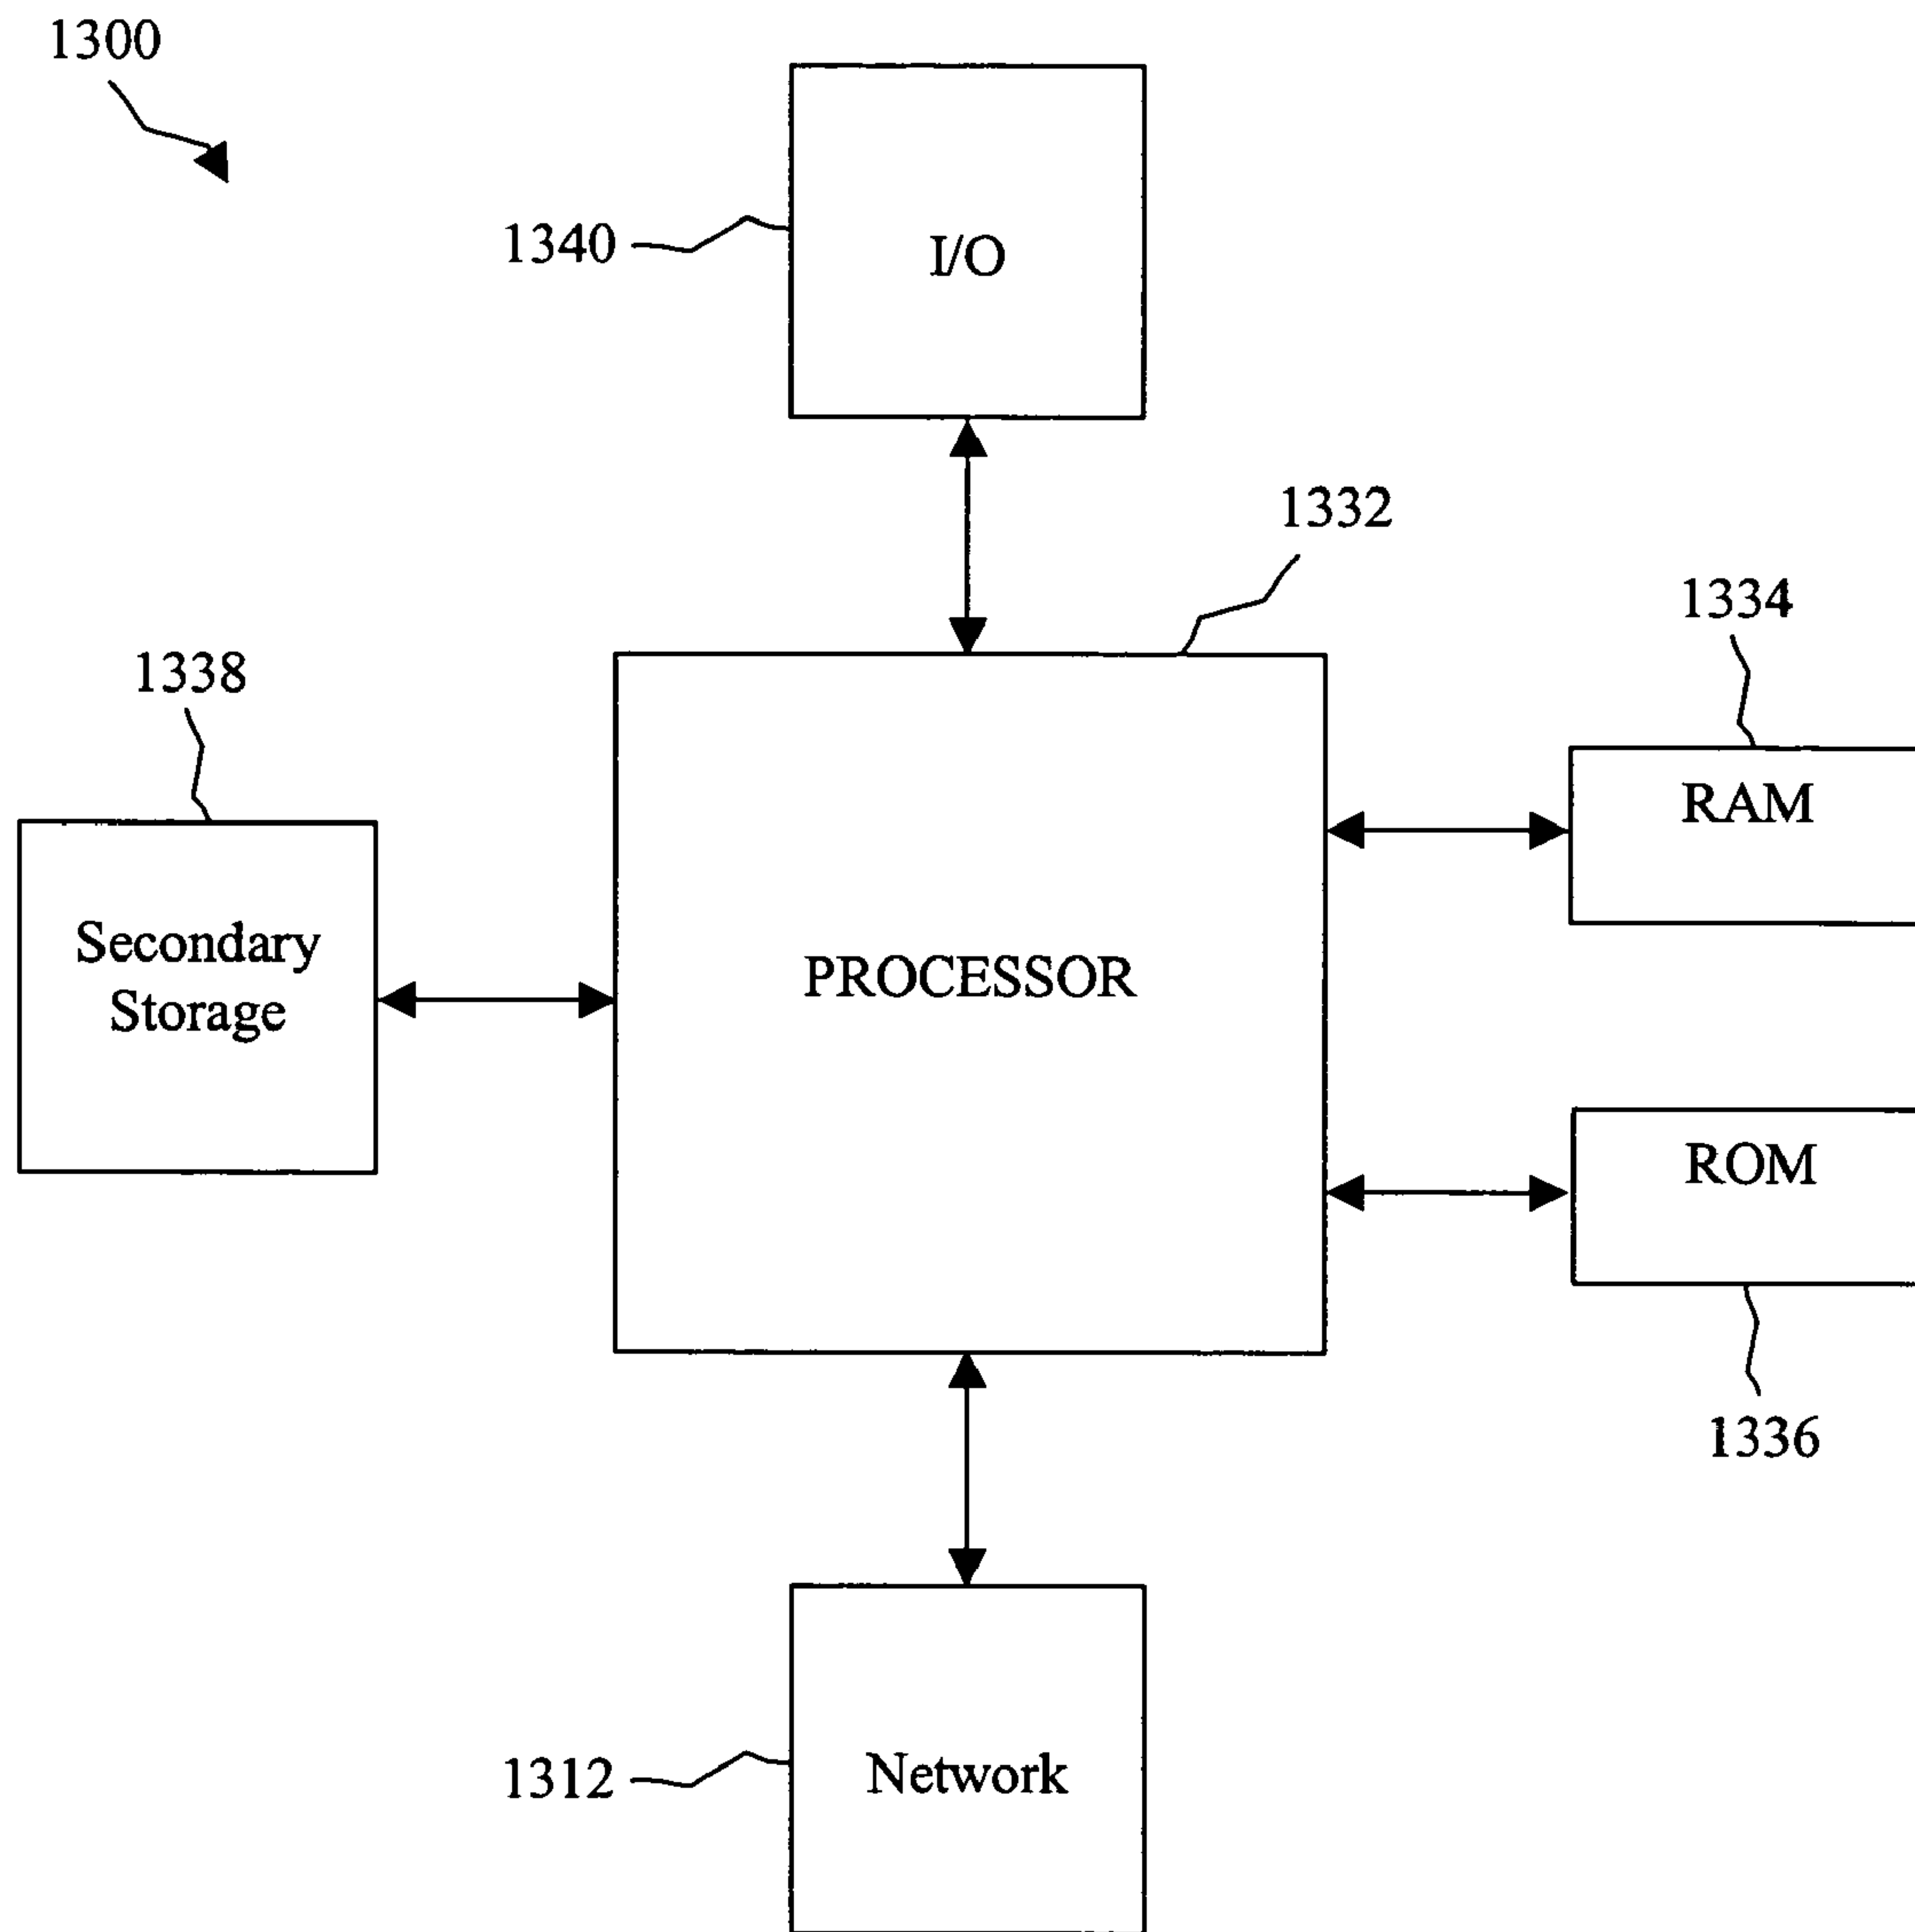 1300
1340
I/O
1332
1334
1338
RAM
Secondary
Storage
PROCESSOR
ROM
1336
1312
Network